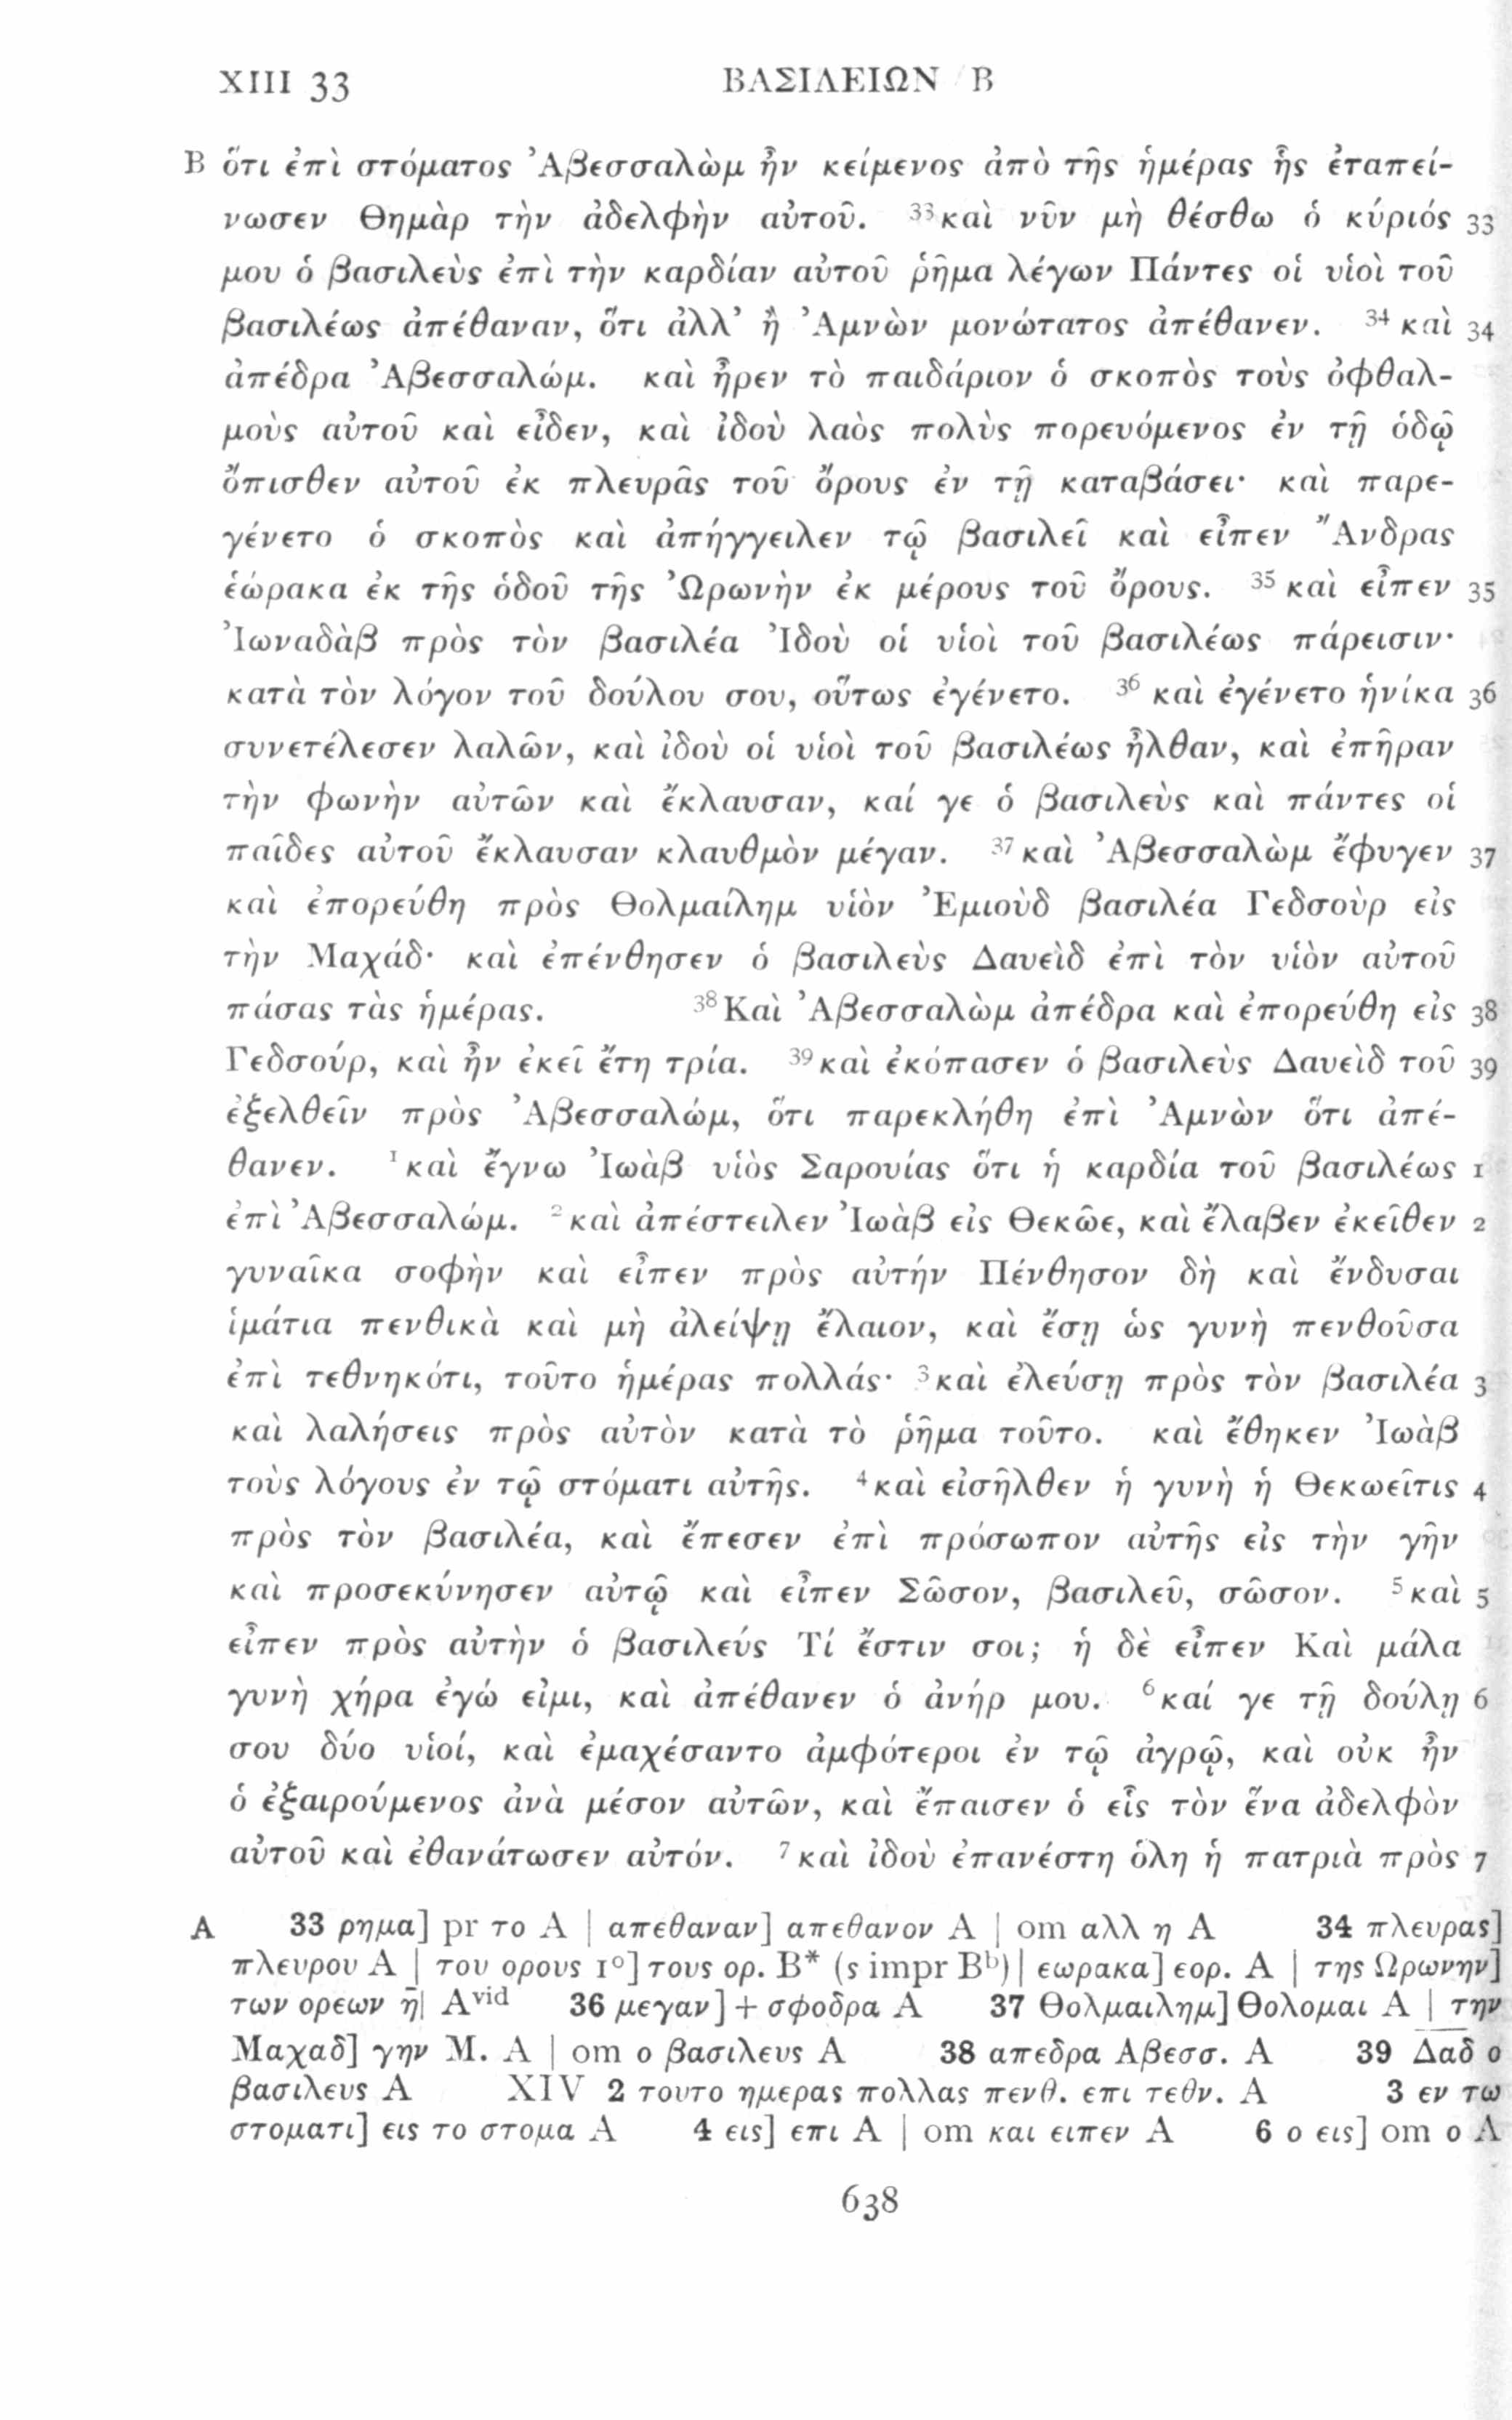 XIII 33 ΒΑΣΙΛΕΙΩΝ Β
B ὅτι ἐπὶ στόματος Ἀβεσσαλὼμ ἦν κείμενος ἀπὸ τῆς ἡμέρας ἧς ἐταπεί-
νωσεν Θημὰρ τὴν ἀδελφὴν αὐτοῦ. ³³καὶ νῦν μὴ θέσθω ὁ κύριός 33
μου ὁ βασιλεὺς ἐπὶ τὴν καρδίαν αὐτοῦ ῥῆμα λέγων Πάντες οἱ υἱοὶ τοῦ
βασιλέως ἀπέθαναν, ὅτι ἀλλ’ ἢ Ἀμνὼν μονώτατος ἀπέθανεν. ³⁴καὶ 34
ἀπέδρα Ἀβεσσαλώμ. καὶ ἦρεν τὸ παιδάριον ὁ σκοπὸς τοὺς ὀφθαλ-
μοὺς αὐτοῦ καὶ εἶδεν, καὶ ἰδοὺ λαὸς πολὺς πορευόμενος ἐν τῇ ὁδῷ
ὄπισθεν αὐτοῦ ἐκ πλευρᾶς τοῦ ὄρους ἐν τῇ καταβάσει· καὶ παρε-
γένετο ὁ σκοπὸς καὶ ἀπήγγειλεν τῷ βασιλεῖ καὶ εἶπεν Ἄνδρας
ἑώρακα ἐκ τῆς ὁδοῦ τῆς Ὠρωνὴν ἐκ μέρους τοῦ ὄρους. ³⁵καὶ εἶπεν 35
Ἰωναδὰβ πρὸς τὸν βασιλέα Ἰδοὺ οἱ υἱοὶ τοῦ βασιλέως πάρεισιν·
κατὰ τὸν λόγον τοῦ δούλου σου, οὕτως ἐγένετο. ³⁶καὶ ἐγένετο ἡνίκα 36
συνετέλεσεν λαλῶν, καὶ ἰδοὺ οἱ υἱοὶ τοῦ βασιλέως ἦλθαν, καὶ ἐπῆραν
τὴν φωνὴν αὐτῶν καὶ ἔκλαυσαν, καί γε ὁ βασιλεὺς καὶ πάντες οἱ
παῖδες αὐτοῦ ἔκλαυσαν κλαυθμὸν μέγαν. ³⁷καὶ Ἀβεσσαλὼμ ἔφυγεν 37
καὶ ἐπορεύθη πρὸς Θολμαίλημ υἱὸν Ἐμιοὺδ βασιλέα Γεδσοὺρ εἰς
τὴν Μαχάδ· καὶ ἐπένθησεν ὁ βασιλεὺς Δαυεὶδ ἐπὶ τὸν υἱὸν αὐτοῦ
πάσας τὰς ἡμέρας. ³⁸Καὶ Ἀβεσσαλὼμ ἀπέδρα καὶ ἐπορεύθη εἰς 38
Γεδσούρ, καὶ ἦν ἐκεῖ ἔτη τρία. ³⁹καὶ ἐκόπασεν ὁ βασιλεὺς Δαυεὶδ τοῦ 39
ἐξελθεῖν πρὸς Ἀβεσσαλώμ, ὅτι παρεκλήθη ἐπὶ Ἀμνὼν ὅτι ἀπέ-
θανεν. ¹καὶ ἔγνω Ἰωὰβ υἱὸς Σαρουίας ὅτι ἡ καρδία τοῦ βασιλέως 1
ἐπὶ Ἀβεσσαλώμ. ²καὶ ἀπέστειλεν Ἰωὰβ εἰς Θεκῶε, καὶ ἔλαβεν ἐκεῖθεν 2
γυναῖκα σοφὴν καὶ εἶπεν πρὸς αὐτήν Πένθησον δὴ καὶ ἔνδυσαι
ἱμάτια πενθικὰ καὶ μὴ ἀλείψῃ ἔλαιον, καὶ ἔσῃ ὡς γυνὴ πενθοῦσα
ἐπὶ τεθνηκότι, τοῦτο ἡμέρας πολλάς· ³καὶ ἐλεύσῃ πρὸς τὸν βασιλέα 3
καὶ λαλήσεις πρὸς αὐτὸν κατὰ τὸ ῥῆμα τοῦτο. καὶ ἔθηκεν Ἰωὰβ
τοὺς λόγους ἐν τῷ στόματι αὐτῆς. ⁴καὶ εἰσῆλθεν ἡ γυνὴ ἡ Θεκωεῖτις 4
πρὸς τὸν βασιλέα, καὶ ἔπεσεν ἐπὶ πρόσωπον αὐτῆς εἰς τὴν γῆν
καὶ προσεκύνησεν αὐτῷ καὶ εἶπεν Σῶσον, βασιλεῦ, σῶσον. ⁵καὶ 5
εἶπεν πρὸς αὐτὴν ὁ βασιλεύς Τί ἔστιν σοι; ἡ δὲ εἶπεν Καὶ μάλα
γυνὴ χήρα ἐγώ εἰμι, καὶ ἀπέθανεν ὁ ἀνήρ μου. ⁶καί γε τῇ δούλῃ 6
σου δύο υἱοί, καὶ ἐμαχέσαντο ἀμφότεροι ἐν τῷ ἀγρῷ, καὶ οὐκ ἦν
ὁ ἐξαιρούμενος ἀνὰ μέσον αὐτῶν, καὶ ἔπαισεν ὁ εἷς τὸν ἕνα ἀδελφὸν
αὐτοῦ καὶ ἐθανάτωσεν αὐτόν. ⁷καὶ ἰδοὺ ἐπανέστη ὅλη ἡ πατριὰ πρὸς 7
A 33 ρημα] pr το A | απεθαναν] απεθανον A | om αλλ η A 34 πλευρας]
πλευρου A | του ορους 1°] τους ορ. B* (s impr Bᵇ) | εωρακα] εορ. A | της Ωρωνην]
των ορεων η̄| Aᵛⁱᵈ 36 μεγαν] + σφοδρα A 37 Θολμαιλημ] Θολομαι A | την
Μαχαδ] γην Μ. A | om ο βασιλευς A 38 απεδρα Αβεσσ. A 39 Δα̅δ̅ ο
βασιλευς A XIV 2 τουτο ημερας πολλας πενθ. επι τεθν. A 3 εν τω
στοματι] εις το στομα A 4 εις] επι A | om και ειπεν A 6 ο εις] om ο A
638